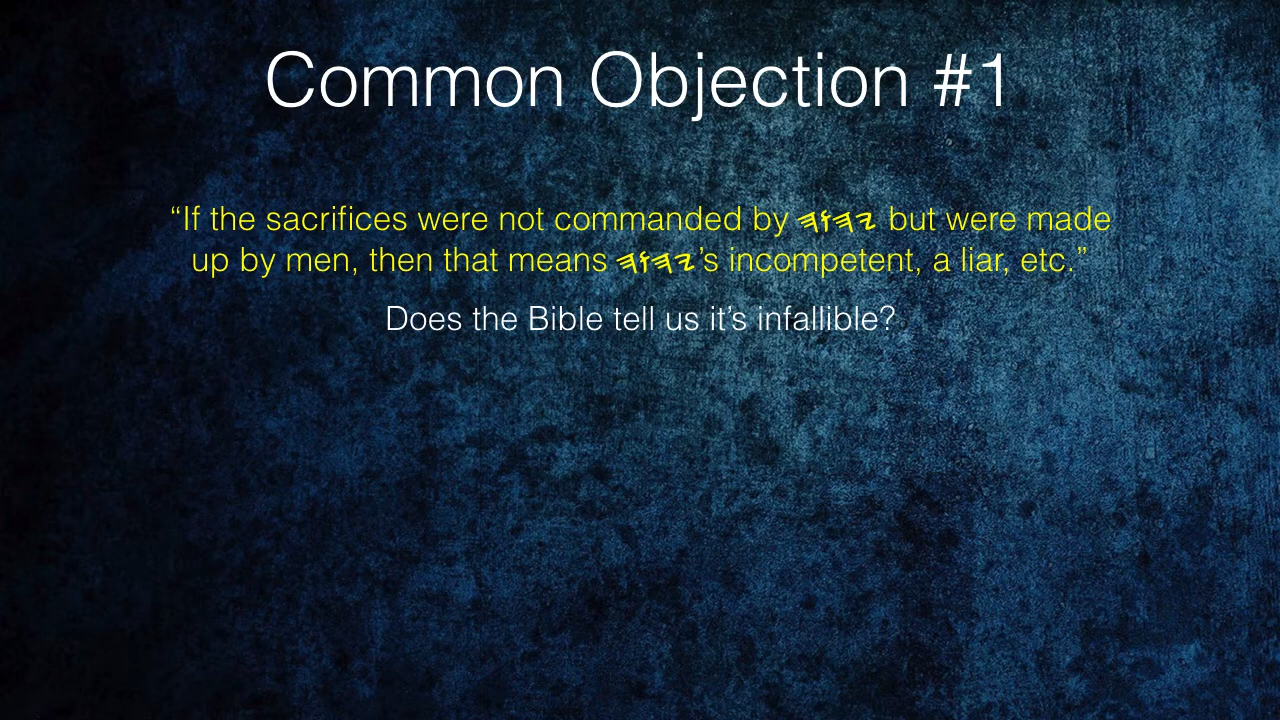 Common Objection #1
“If the sacrifices were not commanded by 𐤉𐤄𐤅𐤄 but were made
up by men, then that means 𐤉𐤄𐤅𐤄’s incompetent, a liar, etc.”
Does the Bible tell us it’s infallible?